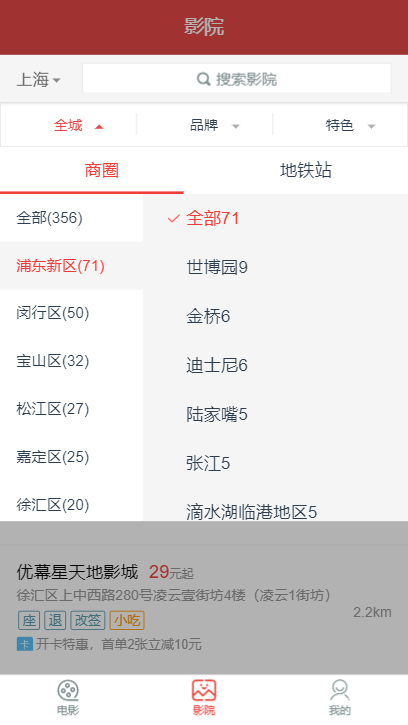 影院
上海 搜索影院
全城 品牌 特色
商圈 地铁站
全部(356)
浦东新区(71)
闵行区(50)
宝山区(32)
松江区(27)
嘉定区(25)
徐汇区(20)
全部71
世博园9
金桥6
迪士尼6
陆家嘴5
张江5
滴水湖临港地区5
优幕星天地影城 29元起
徐汇区上中西路280号凌云壹街坊4楼（凌云1街坊）
2.2km
座 退 改签 小吃
卡 开卡特惠，首单2张立减10元
电影 影院 我的